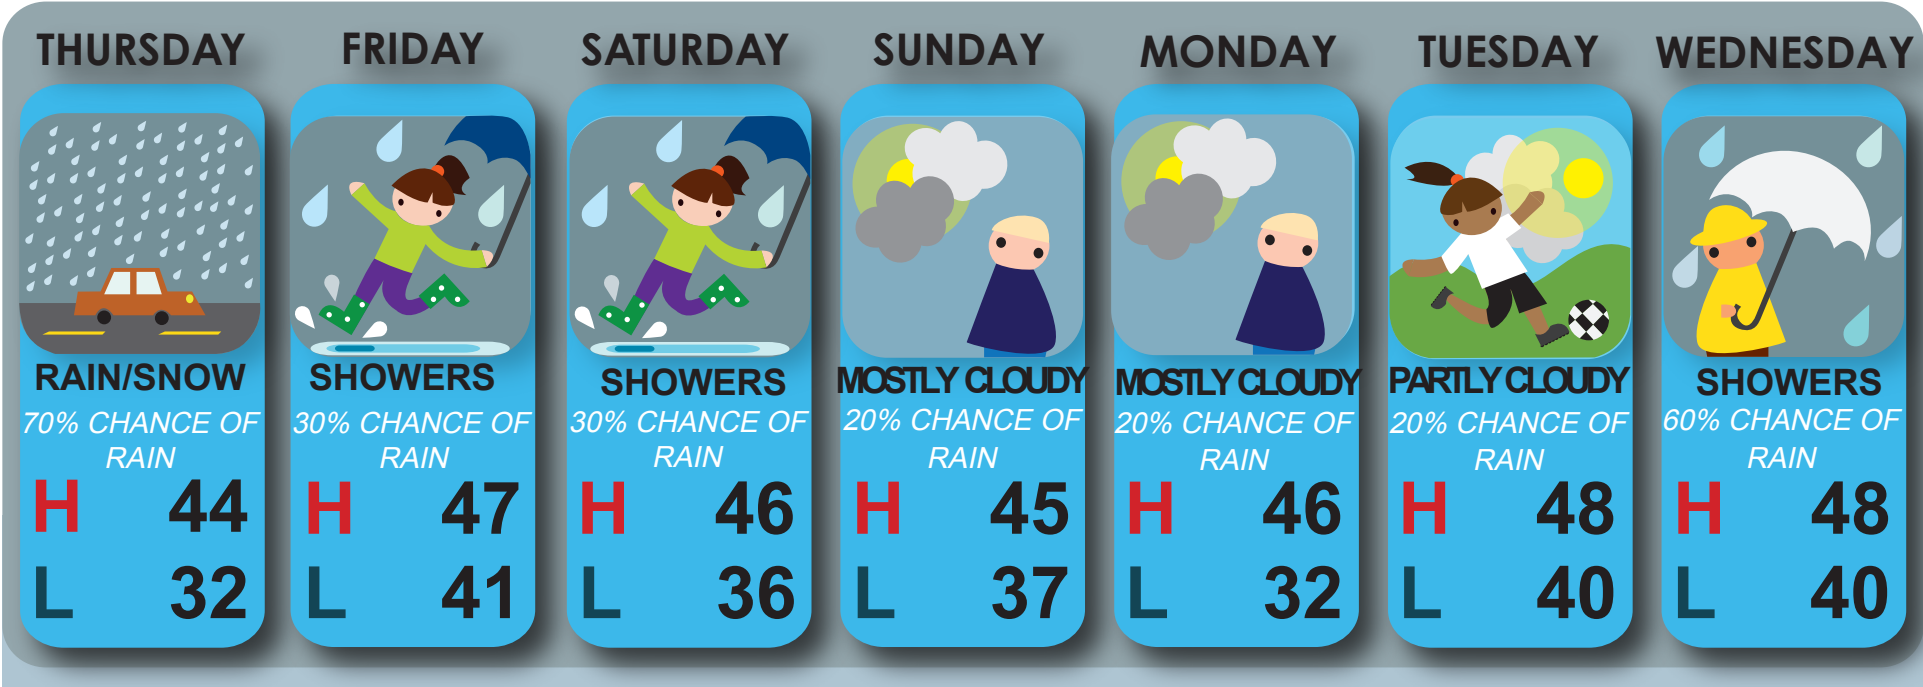 THURSDAY
RAIN/SNOW
70% CHANCE OF
RAIN
H 44
L 32
FRIDAY
SHOWERS
30% CHANCE OF
RAIN
H 47
L 41
SATURDAY
SHOWERS
30% CHANCE OF
RAIN
H 46
L 36
SUNDAY
MOSTLY CLOUDY
20% CHANCE OF
RAIN
H 45
L 37
MONDAY
MOSTLY CLOUDY
20% CHANCE OF
RAIN
H 46
L 32
TUESDAY
PARTLY CLOUDY
20% CHANCE OF
RAIN
H 48
L 40
WEDNESDAY
SHOWERS
60% CHANCE OF
RAIN
H 48
L 40